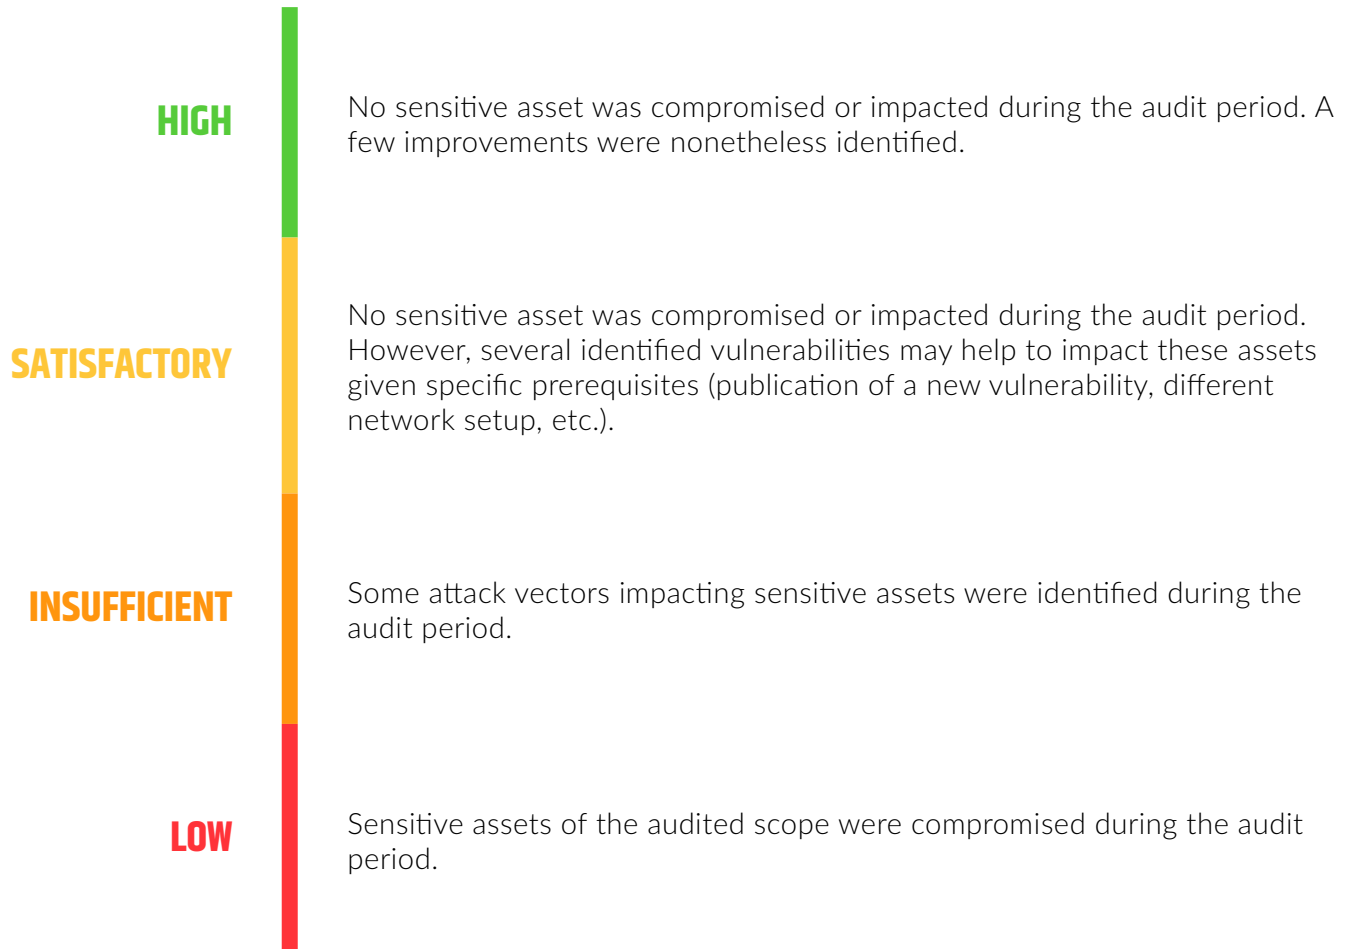 HIGH
No sensitive asset was compromised or impacted during the audit period. A
few improvements were nonetheless identified.
SATISFACTORY
No sensitive asset was compromised or impacted during the audit period.
However, several identified vulnerabilities may help to impact these assets
given specific prerequisites (publication of a new vulnerability, different
network setup, etc.).
INSUFFICIENT
Some attack vectors impacting sensitive assets were identified during the
audit period.
LOW
Sensitive assets of the audited scope were compromised during the audit
period.